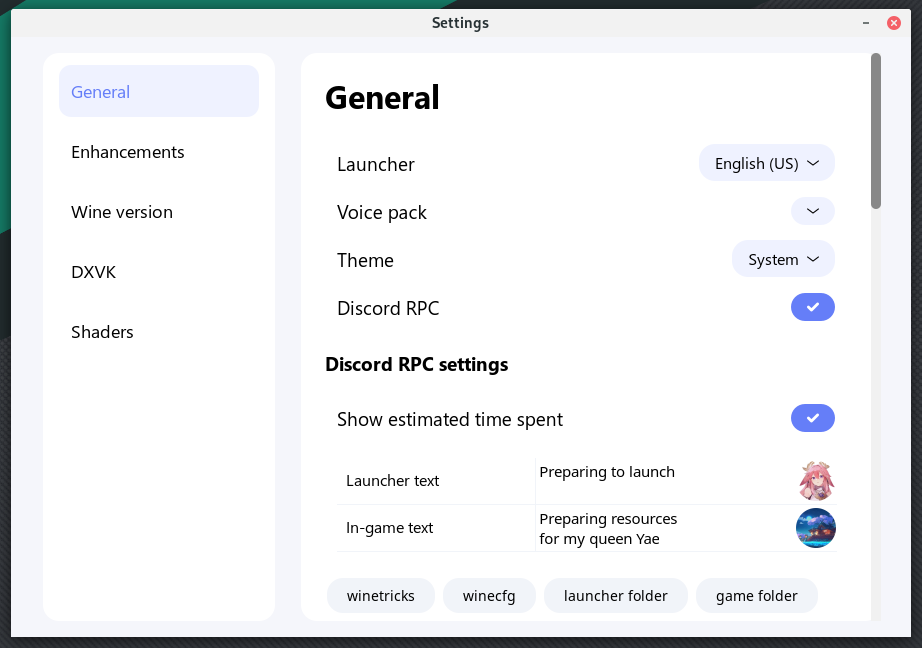 Settings
General
Enhancements
Wine version
DXVK
Shaders
General
Launcher
English (US)
Voice pack
Theme
System
Discord RPC
Discord RPC settings
Show estimated time spent
Launcher text
Preparing to launch
In-game text
Preparing resources
for my queen Yae
winetricks
winecfg
launcher folder
game folder